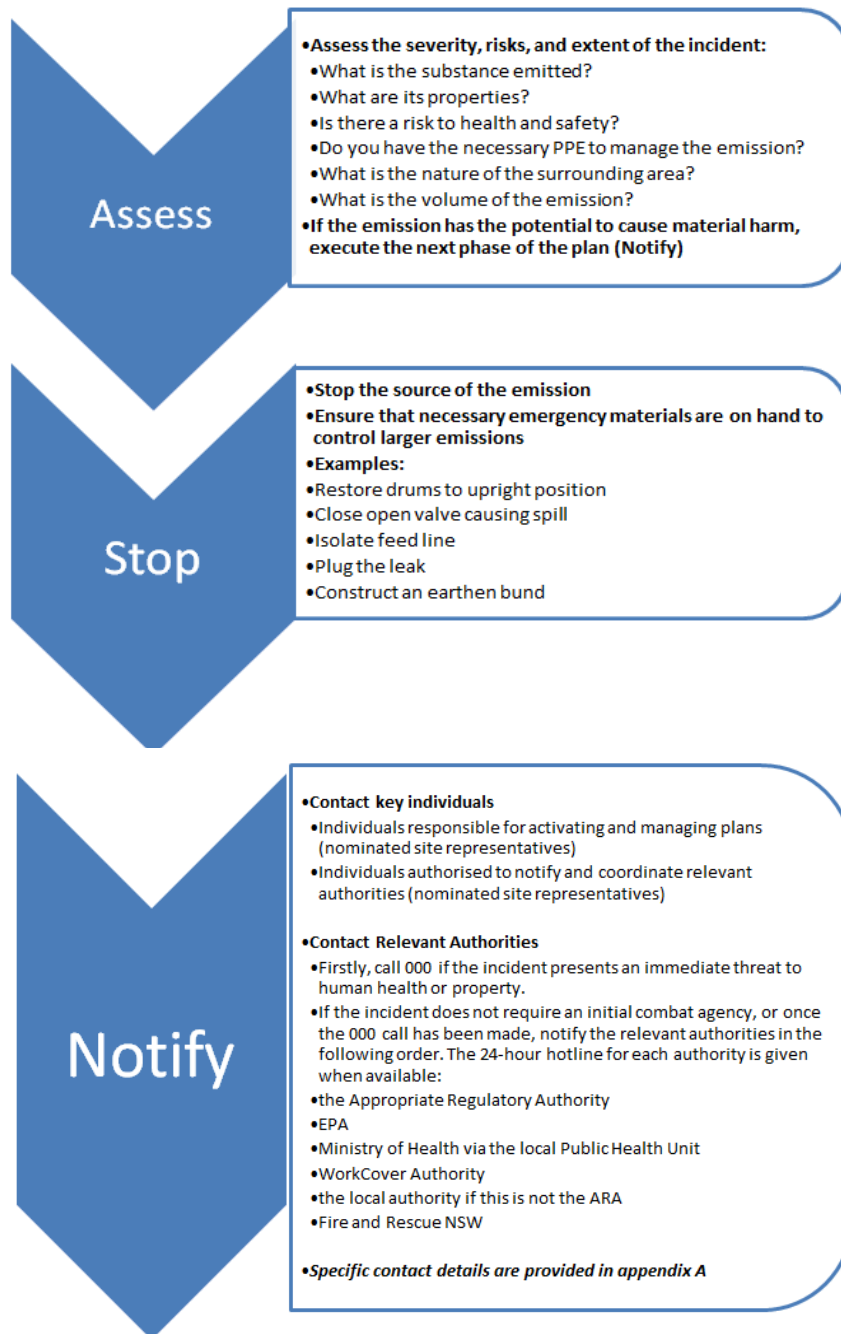 Assess
•Assess the severity, risks, and extent of the incident:
•What is the substance emitted?
•What are its properties?
•Is there a risk to health and safety?
•Do you have the necessary PPE to manage the emission?
•What is the nature of the surrounding area?
•What is the volume of the emission?
•If the emission has the potential to cause material harm,
execute the next phase of the plan (Notify)
Stop
•Stop the source of the emission
•Ensure that necessary emergency materials are on hand to
control larger emissions
•Examples:
•Restore drums to upright position
•Close open valve causing spill
•Isolate feed line
•Plug the leak
•Construct an earthen bund
Notify
•Contact key individuals
•Individuals responsible for activating and managing plans
(nominated site representatives)
•Individuals authorised to notify and coordinate relevant
authorities (nominated site representatives)
•Contact Relevant Authorities
•Firstly, call 000 if the incident presents an immediate threat to
human health or property.
•If the incident does not require an initial combat agency, or once
the 000 call has been made, notify the relevant authorities in the
following order. The 24-hour hotline for each authority is given
when available:
•the Appropriate Regulatory Authority
•EPA
•Ministry of Health via the local Public Health Unit
•WorkCover Authority
•the local authority if this is not the ARA
•Fire and Rescue NSW
•Specific contact details are provided in appendix A